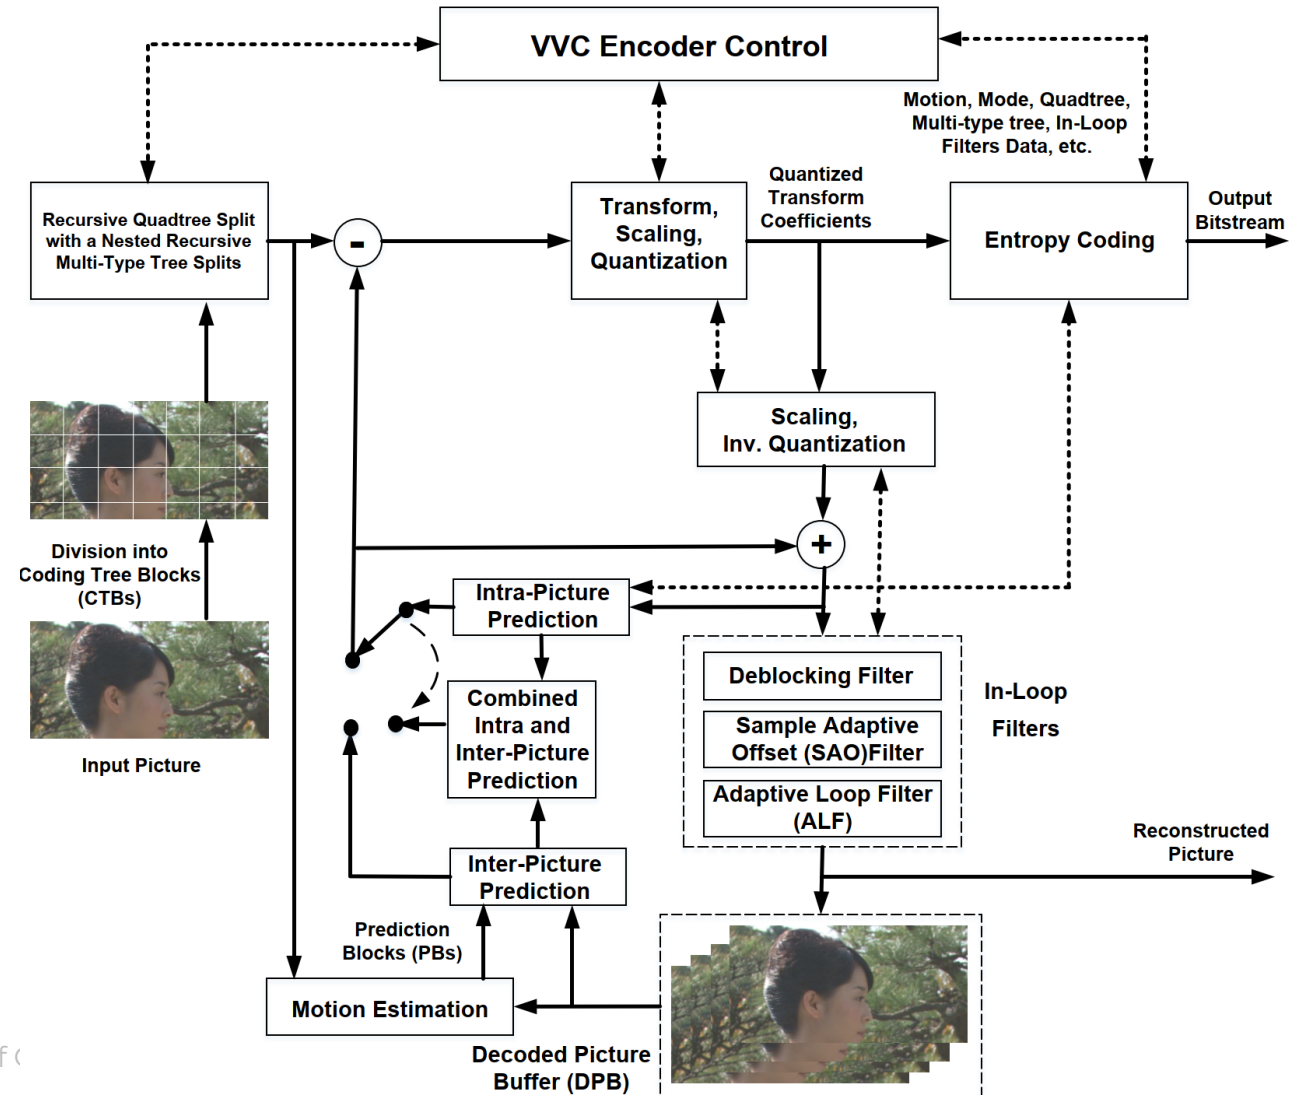 VVC Encoder Control
Motion, Mode, Quadtree,
Multi-type tree, In-Loop
Filters Data, etc.
Recursive Quadtree Split
with a Nested Recursive
Multi-Type Tree Splits
-
Transform,
Scaling,
Quantization
Quantized
Transform
Coefficients
Entropy Coding
Output
Bitstream
Scaling,
Inv. Quantization
+
Division into
Coding Tree Blocks
(CTBs)
Input Picture
Intra-Picture
Prediction
Combined
Intra and
Inter-Picture
Prediction
Deblocking Filter
Sample Adaptive
Offset (SAO)Filter
Adaptive Loop Filter
(ALF)
In-Loop
Filters
Reconstructed
Picture
Inter-Picture
Prediction
Prediction
Blocks (PBs)
Motion Estimation
Decoded Picture
Buffer (DPB)